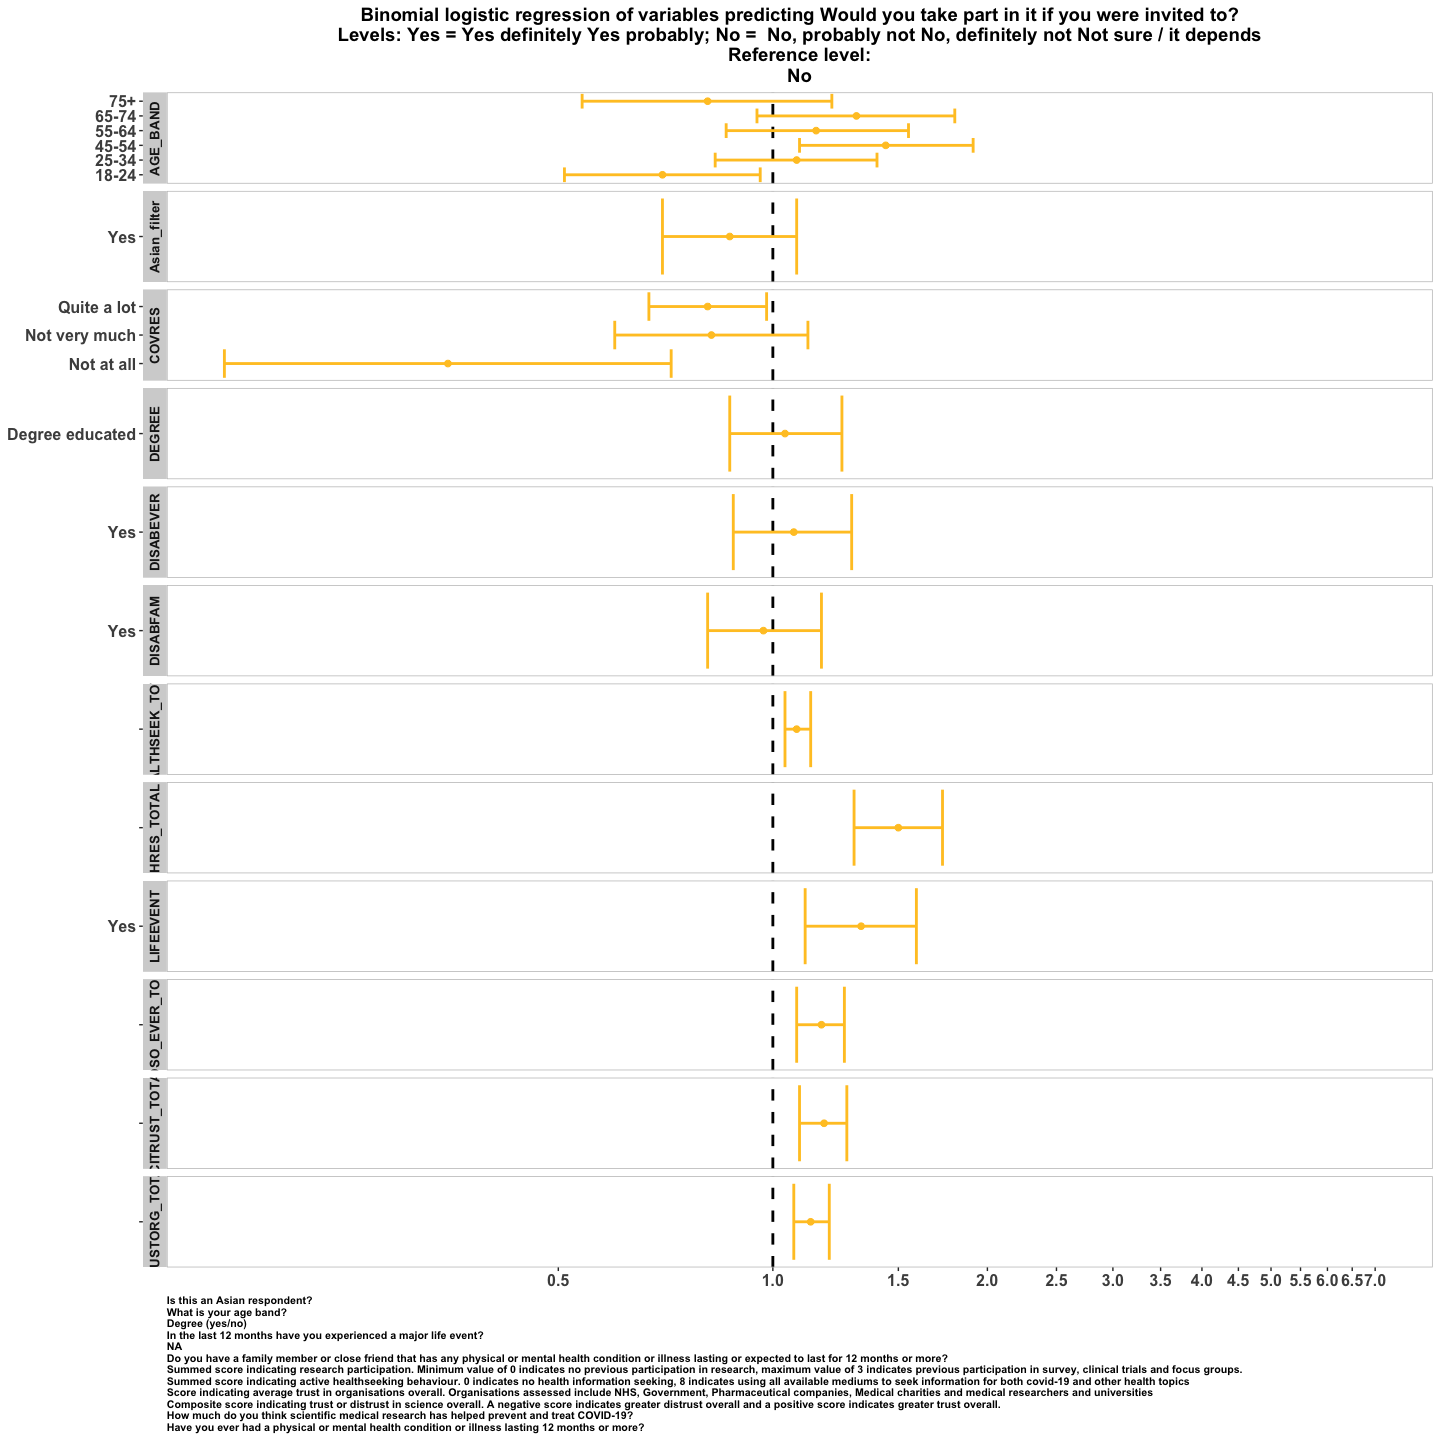 Binomial logistic regression of variables predicting Would you take part in it if you were invited to?
Levels: Yes = Yes definitely Yes probably; No =  No, probably not No, definitely not Not sure / it depends
Reference level:
No
75+
65-74
55-64
45-54
25-34
18-24
AGE_BAND
Yes
Asian_filter
Quite a lot
Not very much
Not at all
COVRES
Degree educated
DEGREE
Yes
DISABEVER
Yes
DISABFAM
LTHSEEK_TO
HRES_TOTAL
Yes
LIFEEVENT
SO_EVER_TO
CITRUST_TOTA
USTORG_TOT
0.5 1.0 1.5 2.0 2.5 3.0 3.5 4.0 4.5 5.0 5.5 6.0 6.5 7.0
Is this an Asian respondent?
What is your age band?
Degree (yes/no)
In the last 12 months have you experienced a major life event?
NA
Do you have a family member or close friend that has any physical or mental health condition or illness lasting or expected to last for 12 months or more?
Summed score indicating research participation. Minimum value of 0 indicates no previous participation in research, maximum value of 3 indicates previous participation in survey, clinical trials and focus groups.
Summed score indicating active healthseeking behaviour. 0 indicates no health information seeking, 8 indicates using all available mediums to seek information for both covid-19 and other health topics
Score indicating average trust in organisations overall. Organisations assessed include NHS, Government, Pharmaceutical companies, Medical charities and medical researchers and universities
Composite score indicating trust or distrust in science overall. A negative score indicates greater distrust overall and a positive score indicates greater trust overall.
How much do you think scientific medical research has helped prevent and treat COVID-19?
Have you ever had a physical or mental health condition or illness lasting 12 months or more?